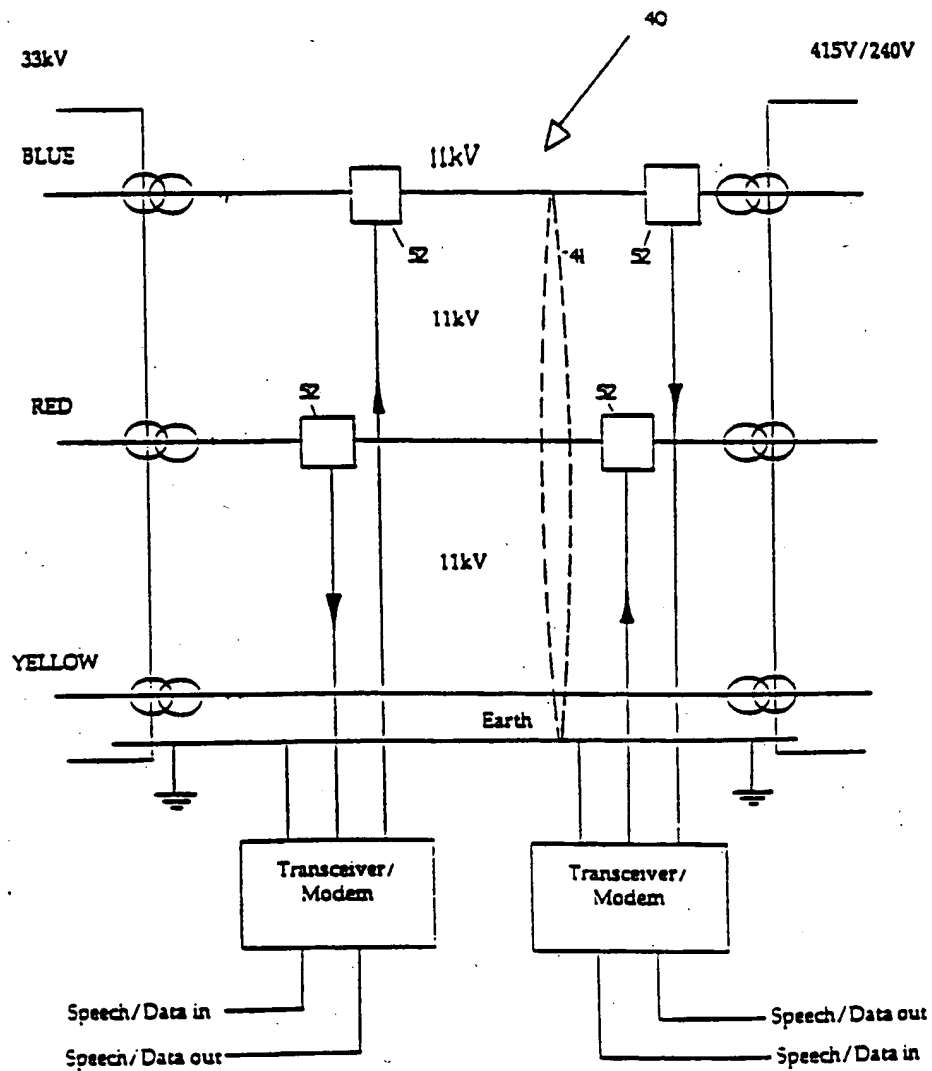 40
33kV
415V/240V
BLUE
11kV
52
41
52
11kV
RED
52
52
11kV
YELLOW
Earth
Transceiver/
Modem
Transceiver/
Modem
Speech/Data in
Speech/Data out
Speech/Data out
Speech/Data in